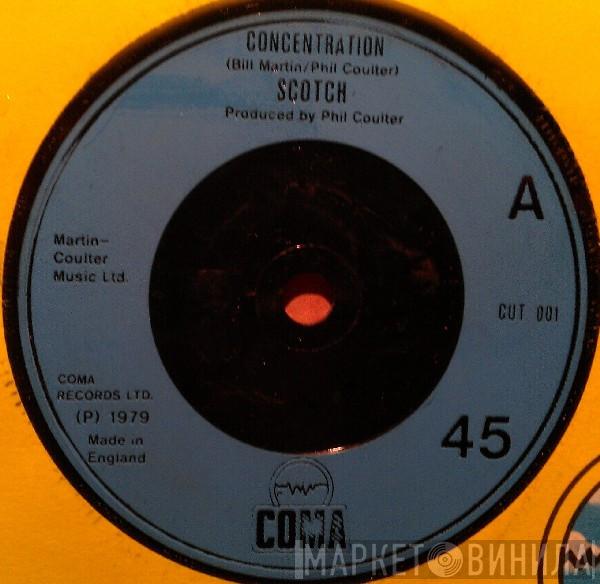 CONCENTRATION
(Bill Martin/Phil Coulter)
SCOTCH
Produced by Phil Coulter
A
Martin–
Coulter
Music Ltd.
CUT 001
COMA
RECORDS LTD.
(P) 1979
Made in
England
45
COMA
МАРКЕТ ВИНИЛА